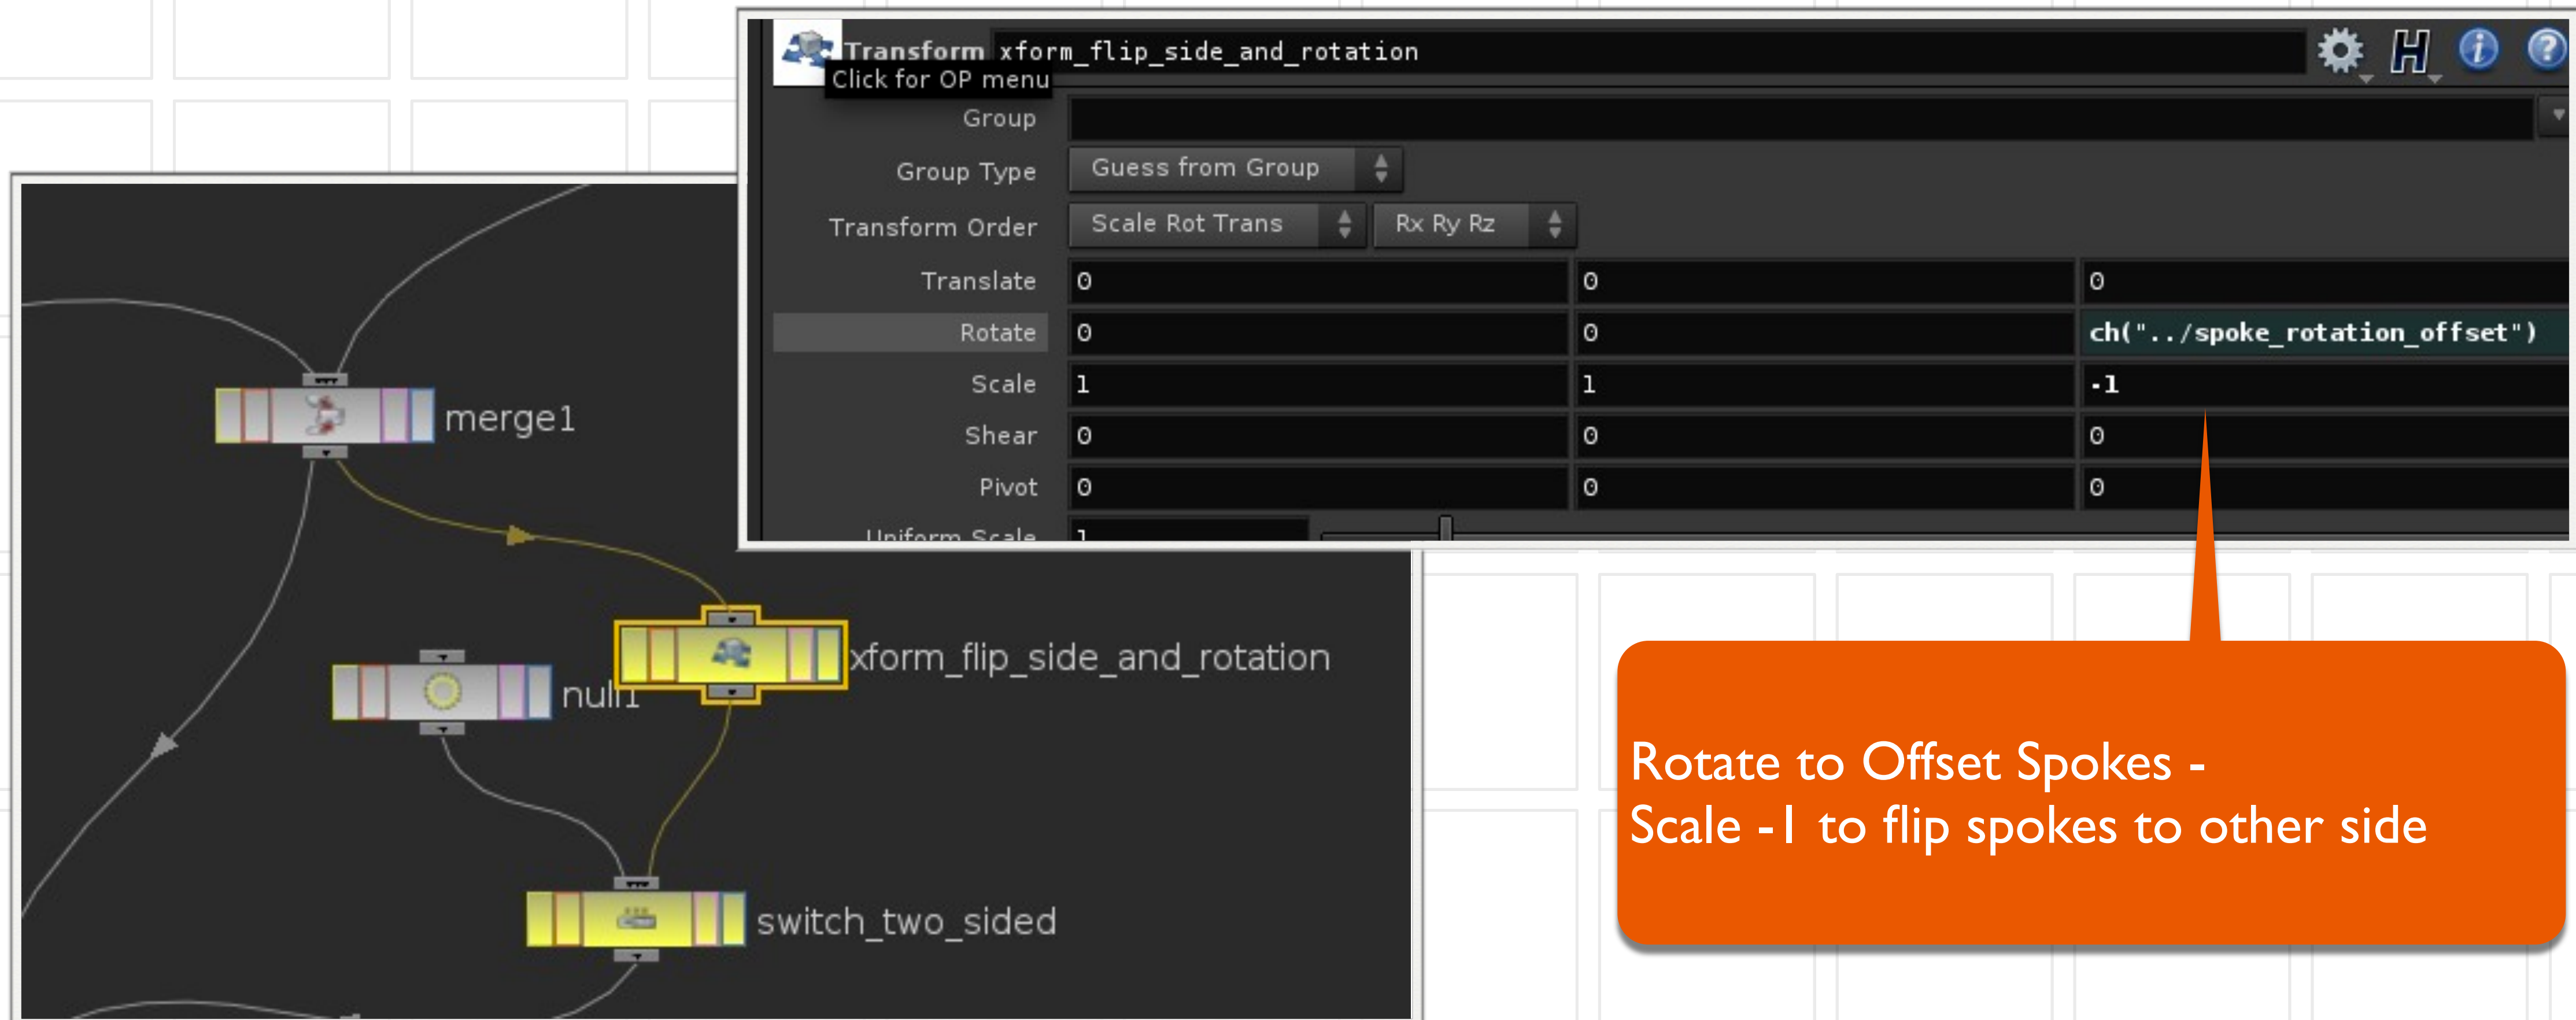 Transform xform_flip_side_and_rotation
Click for OP menu
Group
Group Type Guess from Group
Transform Order Scale Rot Trans Rx Ry Rz
Translate 0 0 0
Rotate 0 0 ch("../spoke_rotation_offset")
Scale 1 1 -1
Shear 0 0 0
Pivot 0 0 0
Uniform Scale 1
merge1
xform_flip_side_and_rotation
null1
switch_two_sided
Rotate to Offset Spokes -
Scale -1 to flip spokes to other side